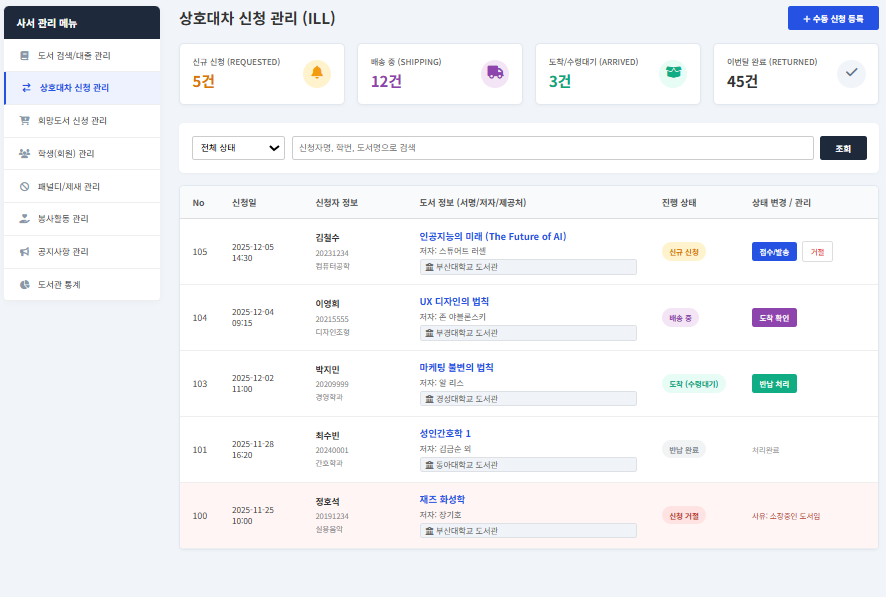 사서 관리 메뉴
도서 검색/대출 관리
상호대차 신청 관리
희망도서 신청 관리
학생(회원) 관리
패널티/제재 관리
봉사활동 관리
공지사항 관리
도서관 통계
상호대차 신청 관리 (ILL)
+ 수동 신청 등록
신규 신청 (REQUESTED)
5건
배송 중 (SHIPPING)
12건
도착/수령대기 (ARRIVED)
3건
이번달 완료 (RETURNED)
45건
전체 상태
신청자명, 학번, 도서명으로 검색
조회
No 신청일 신청자 정보 도서 정보 (서명/저자/제공처) 진행 상태 상태 변경 / 관리
105
2025-12-05
14:30
김철수
20231234
컴퓨터공학
인공지능의 미래 (The Future of AI)
저자: 스튜어트 러셀
부산대학교 도서관
신규 신청
접수/발송
거절
104
2025-12-04
09:15
이영희
20215555
디자인조형
UX 디자인의 법칙
저자: 존 야블론스키
부경대학교 도서관
배송 중
도착 확인
103
2025-12-02
11:00
박지민
20209999
경영학과
마케팅 불변의 법칙
저자: 알 리스
경성대학교 도서관
도착 (수령대기)
반납 처리
101
2025-11-28
16:20
최수빈
20240001
간호학과
성인간호학 1
저자: 김금순 외
동아대학교 도서관
반납 완료
처리완료
100
2025-11-25
10:00
정호석
20191234
실용음악
재즈 화성학
저자: 장기호
부산대학교 도서관
신청 거절
사유: 소장중인 도서임